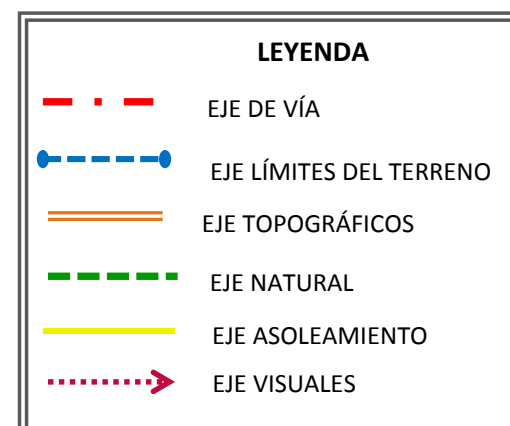 LEYENDA
EJE DE VÍA
EJE LÍMITES DEL TERRENO
EJE TOPOGRÁFICOS
EJE NATURAL
EJE ASOLEAMIENTO
EJE VISUALES